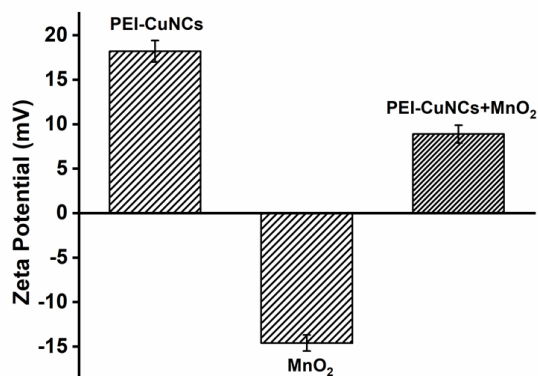 PEI-CuNCs
PEI-CuNCs+MnO₂
MnO₂
Zeta Potential (mV)
20
15
10
5
0
-5
-10
-15